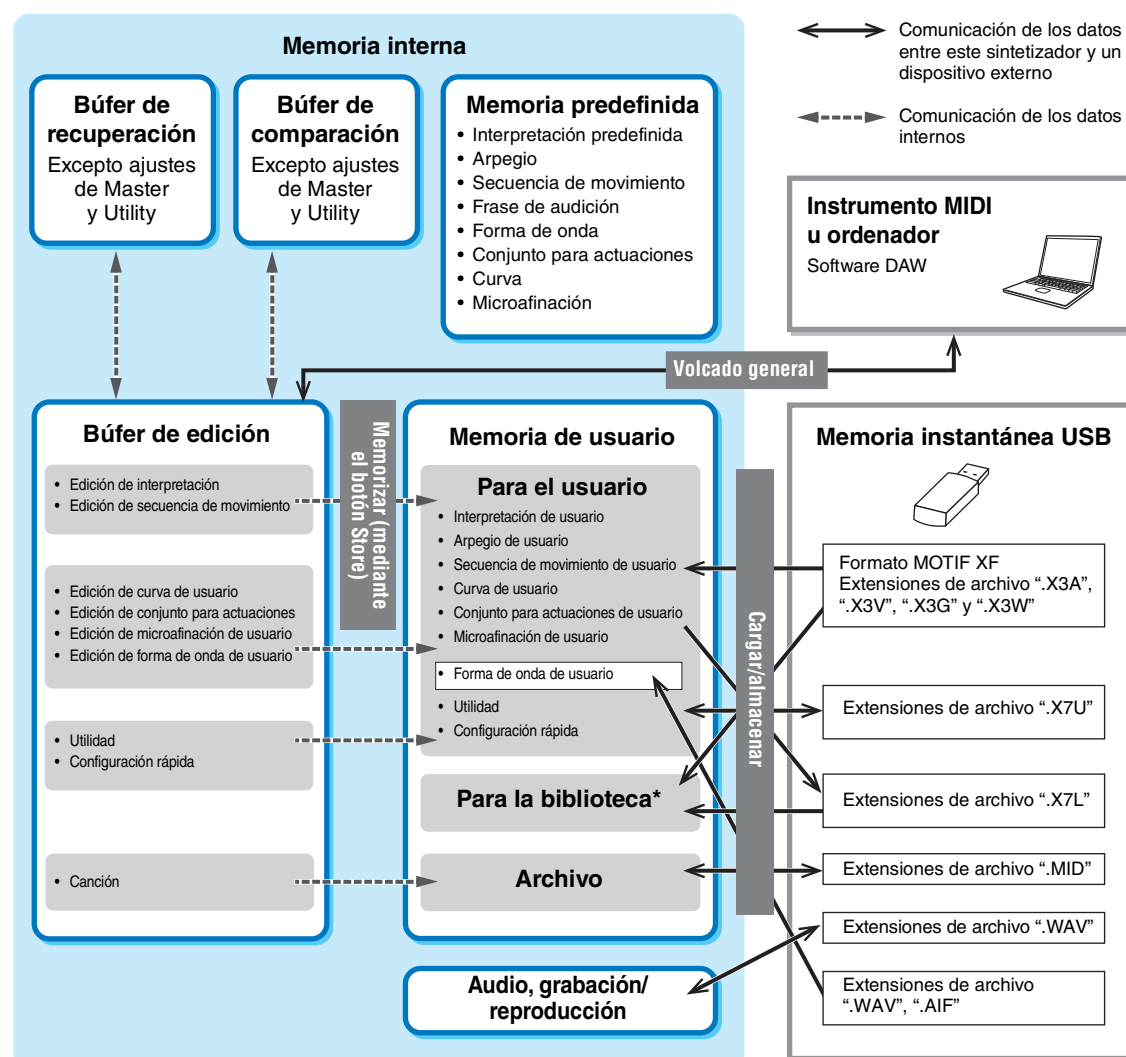 Memoria interna
Búfer de
recuperación
Excepto ajustes
de Master
y Utility
Búfer de
comparación
Excepto ajustes
de Master
y Utility
Memoria predefinida
• Interpretación predefinida
• Arpegio
• Secuencia de movimiento
• Frase de audición
• Forma de onda
• Conjunto para actuaciones
• Curva
• Microafinación
Comunicación de los datos
entre este sintetizador y un
dispositivo externo
Comunicación de los datos
internos
Instrumento MIDI
u ordenador
Software DAW
Volcado general
Búfer de edición
• Edición de interpretación
• Edición de secuencia de movimiento
• Edición de curva de usuario
• Edición de conjunto para actuaciones
• Edición de microafinación de usuario
• Edición de forma de onda de usuario
• Utilidad
• Configuración rápida
• Canción
Memorizar (mediante
el botón Store)
Memoria de usuario
Para el usuario
• Interpretación de usuario
• Arpegio de usuario
• Secuencia de movimiento de usuario
• Curva de usuario
• Conjunto para actuaciones de usuario
• Microafinación de usuario
• Forma de onda de usuario
• Utilidad
• Configuración rápida
Para la biblioteca*
Archivo
Audio, grabación/
reproducción
Cargar/almacenar
Memoria instantánea USB
Formato MOTIF XF
Extensiones de archivo “.X3A”,
“.X3V”, “.X3G” y “.X3W”
Extensiones de archivo “.X7U”
Extensiones de archivo “.X7L”
Extensiones de archivo “.MID”
Extensiones de archivo “.WAV”
Extensiones de archivo
“.WAV”, “.AIF”